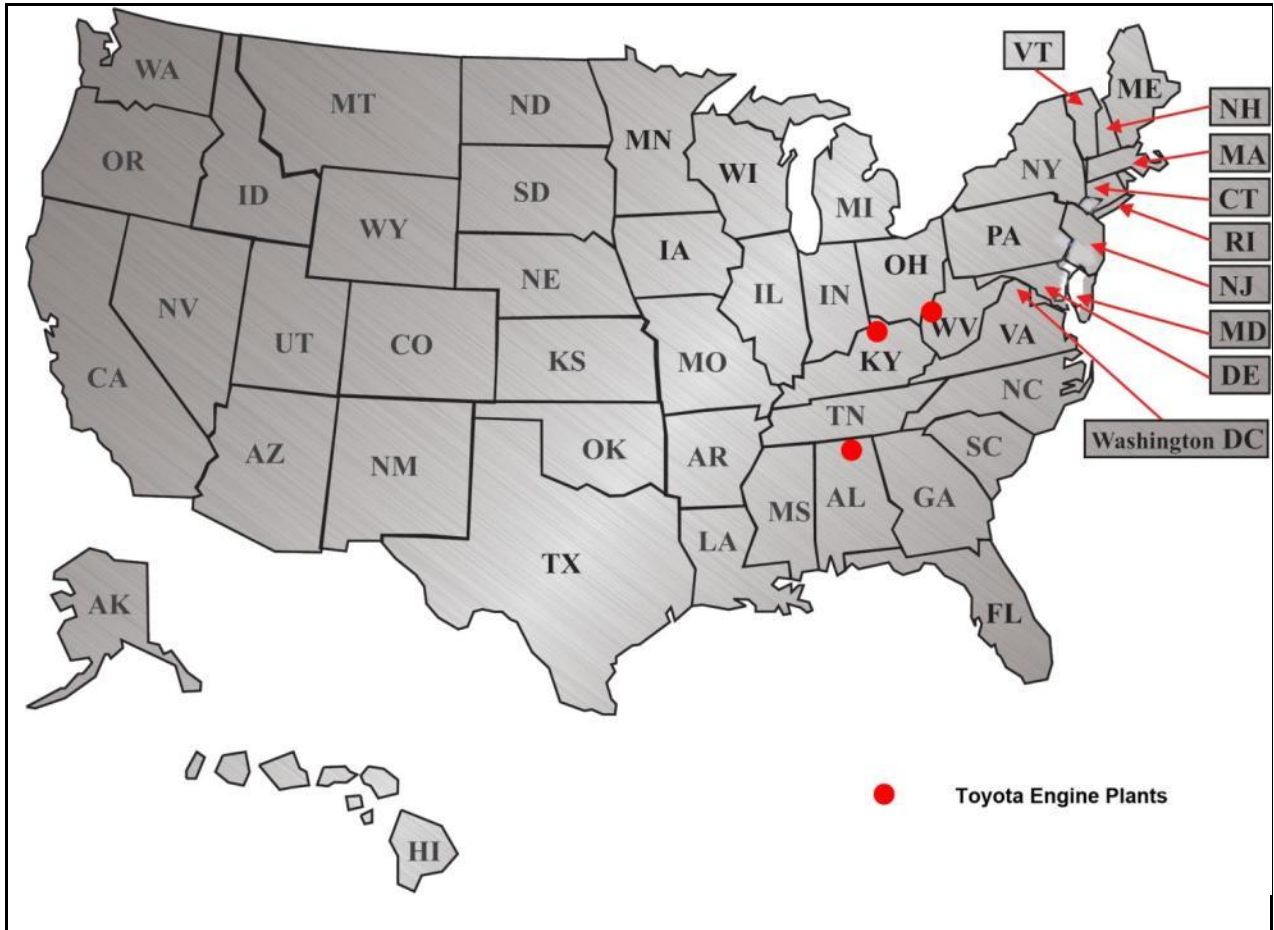 VT
ME
WA
MT
ND
MN
NH
OR
ID
SD
WI
MI
NY
MA
WY
CT
IA
PA
RI
NV
NE
IL
IN
OH
NJ
UT
CO
KS
MO
WV
VA
MD
CA
KY
DE
NC
TN
AZ
NM
OK
AR
SC
Washington DC
MS
AL
GA
LA
TX
AK
FL
Toyota Engine Plants
HI